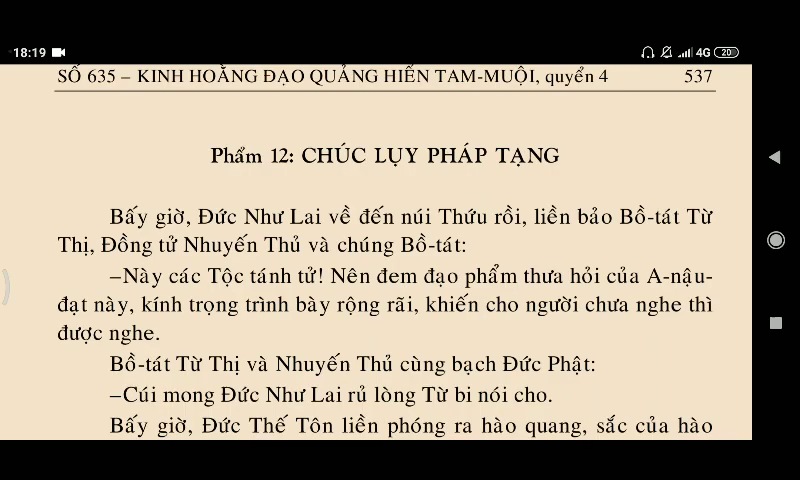 18:19
4G 20
SỐ 635 – KINH HOẰNG ĐẠO QUẢNG HIỂN TAM-MUỘI, quyển 4 537
Phẩm 12: CHÚC LỤY PHÁP TẠNG
Bấy giờ, Đức Như Lai về đến núi Thứu rồi, liền bảo Bồ-tát Từ
Thị, Đồng tử Nhuyến Thủ và chúng Bồ-tát:
–Này các Tộc tánh tử! Nên đem đạo phẩm thưa hỏi của A-nậu-
đạt này, kính trọng trình bày rộng rãi, khiến cho người chưa nghe thì
được nghe.
Bồ-tát Từ Thị và Nhuyến Thủ cùng bạch Đức Phật:
–Cúi mong Đức Như Lai rủ lòng Từ bi nói cho.
Bấy giờ, Đức Thế Tôn liền phóng ra hào quang, sắc của hào